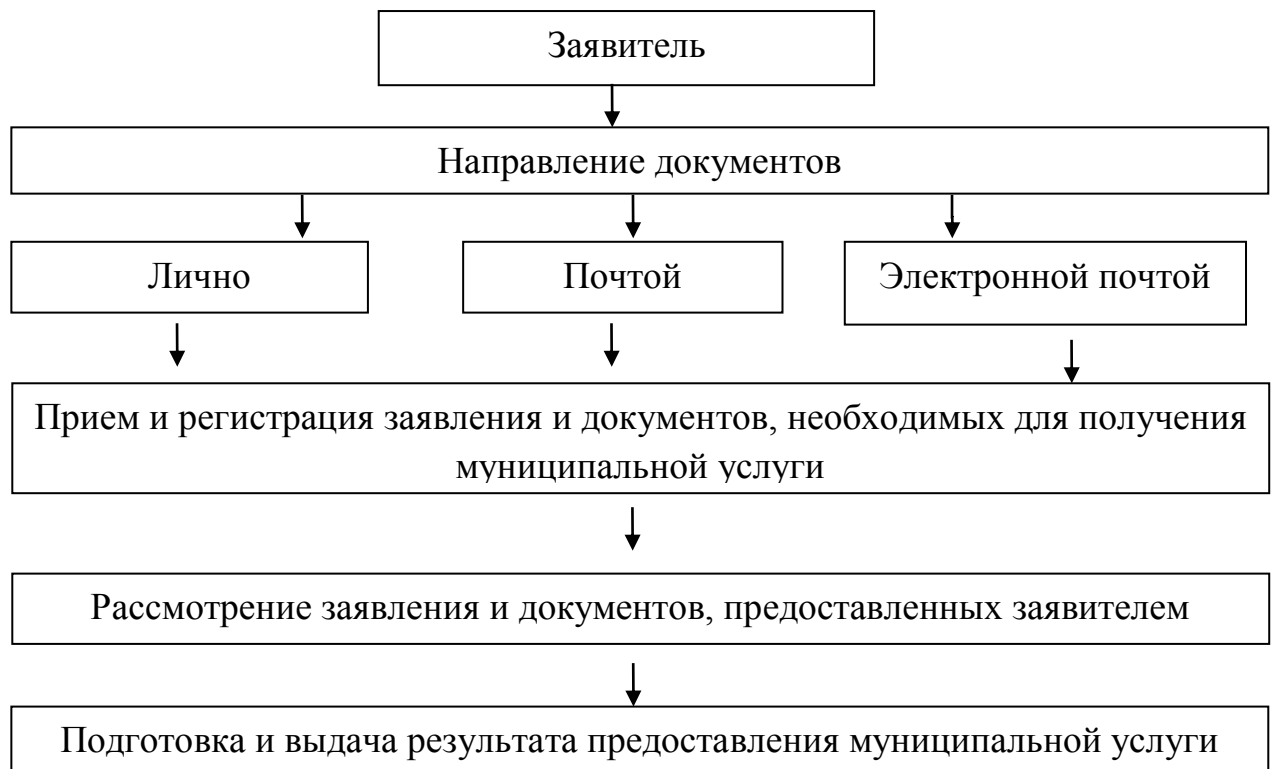 Заявитель
Направление документов
Лично
Почтой
Электронной почтой
Прием и регистрация заявления и документов, необходимых для получения
муниципальной услуги
Рассмотрение заявления и документов, предоставленных заявителем
Подготовка и выдача результата предоставления муниципальной услуги